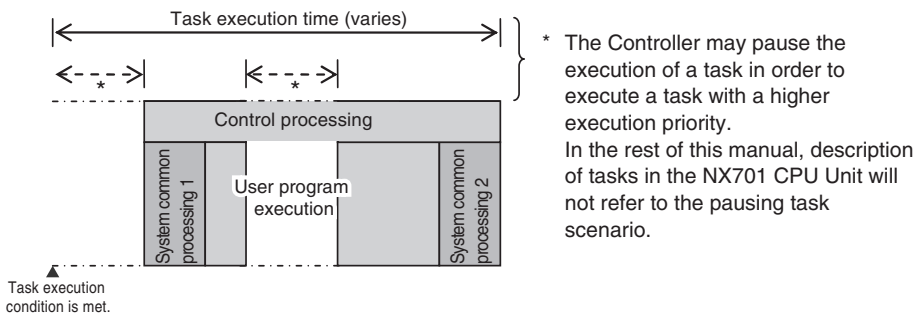 Task execution time (varies)
*
*
Control processing
System common
processing 1
User program
execution
System common
processing 2
Task execution
condition is met.
* The Controller may pause the
execution of a task in order to
execute a task with a higher
execution priority.
In the rest of this manual, description
of tasks in the NX701 CPU Unit will
not refer to the pausing task
scenario.